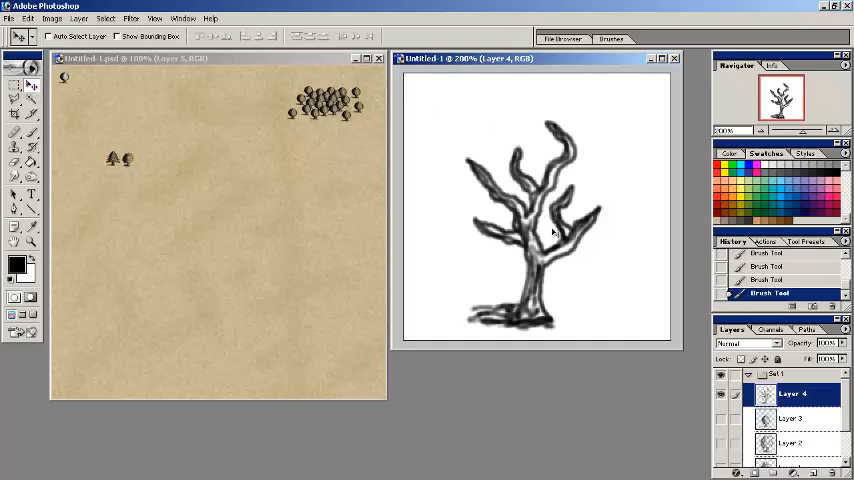 Adobe Photoshop
File Edit Image Layer Select Filter View Window Help
Auto Select Layer Show Bounding Box File Browser Brushes
Untitled-1.psd @ 100% (Layer 5, RGB)
Untitled-1 @ 200% (Layer 4, RGB)
Navigator Info
200%
Color Swatches Styles
History Actions Tool Presets
Brush Tool
Brush Tool
Brush Tool
Brush Tool
Layers Channels Paths
Normal Opacity: 100%
Lock: Fill: 100%
Set 1
Layer 4
Layer 3
Layer 2